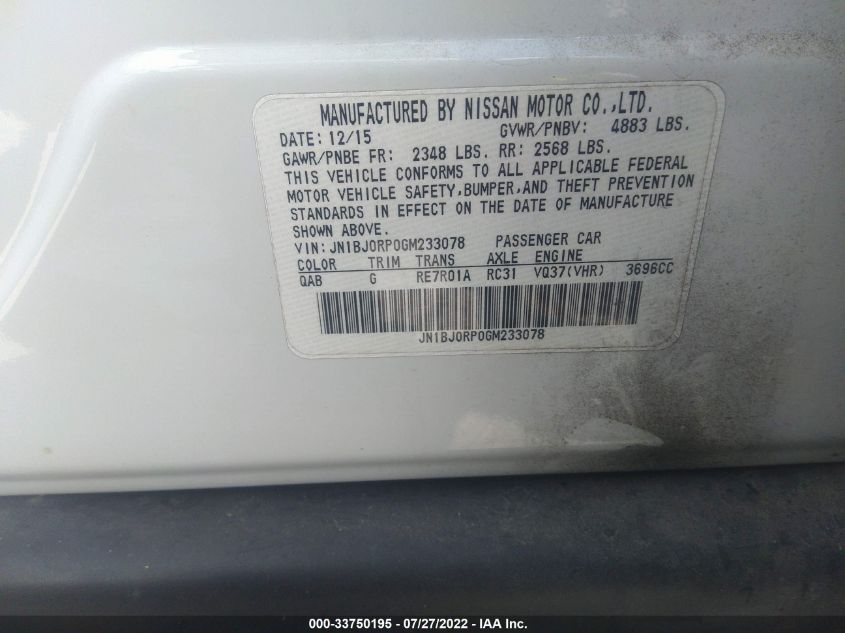 MANUFACTURED BY NISSAN MOTOR CO.,LTD.
DATE: 12/15 GVWR/PNBV: 4883 LBS.
GAWR/PNBE FR: 2348 LBS. RR: 2568 LBS.
THIS VEHICLE CONFORMS TO ALL APPLICABLE FEDERAL
MOTOR VEHICLE SAFETY,BUMPER,AND THEFT PREVENTION
STANDARDS IN EFFECT ON THE DATE OF MANUFACTURE
SHOWN ABOVE.
VIN: JN1BJ0RP0GM233078 PASSENGER CAR
COLOR TRIM TRANS AXLE ENGINE
QAB G RE7R01A RC31 VQ37(VHR) 3696CC
JN1BJ0RP0GM233078
000-33750195 - 07/27/2022 - IAA Inc.